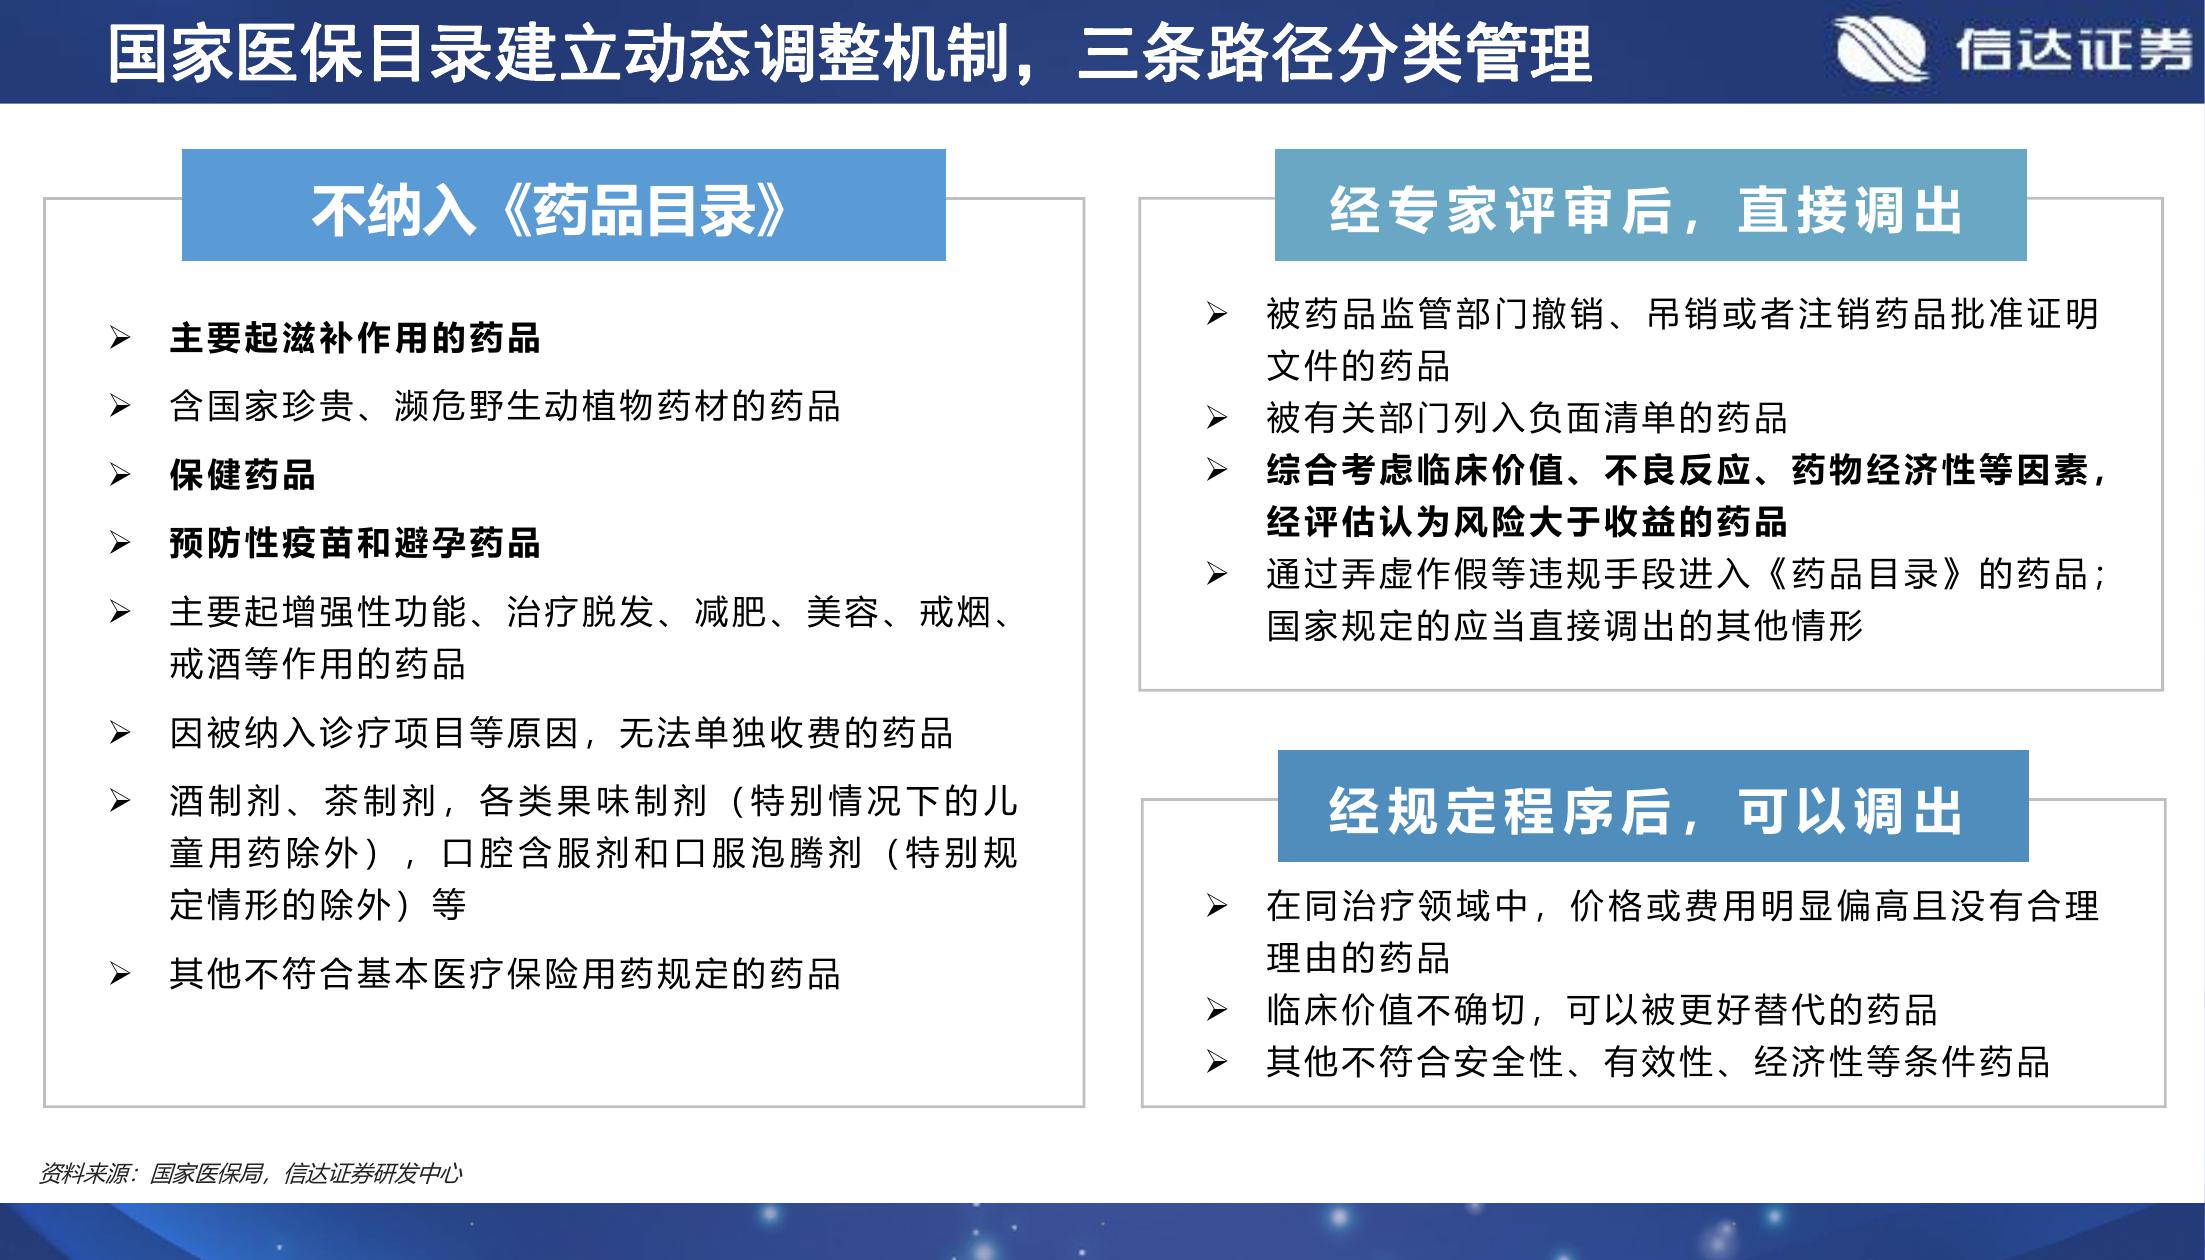 国家医保目录建立动态调整机制，三条路径分类管理
信达证券
不纳入《药品目录》
➢ 主要起滋补作用的药品
➢ 含国家珍贵、濒危野生动植物药材的药品
➢ 保健药品
➢ 预防性疫苗和避孕药品
➢ 主要起增强性功能、治疗脱发、减肥、美容、戒烟、
戒酒等作用的药品
➢ 因被纳入诊疗项目等原因，无法单独收费的药品
➢ 酒制剂、茶制剂，各类果味制剂（特别情况下的儿
童用药除外），口腔含服剂和口服泡腾剂（特别规
定情形的除外）等
➢ 其他不符合基本医疗保险用药规定的药品
经专家评审后，直接调出
➢ 被药品监管部门撤销、吊销或者注销药品批准证明
文件的药品
➢ 被有关部门列入负面清单的药品
➢ 综合考虑临床价值、不良反应、药物经济性等因素，
经评估认为风险大于收益的药品
➢ 通过弄虚作假等违规手段进入《药品目录》的药品；
国家规定的应当直接调出的其他情形
经规定程序后，可以调出
➢ 在同治疗领域中，价格或费用明显偏高且没有合理
理由的药品
➢ 临床价值不确切，可以被更好替代的药品
➢ 其他不符合安全性、有效性、经济性等条件药品
资料来源：国家医保局，信达证券研发中心